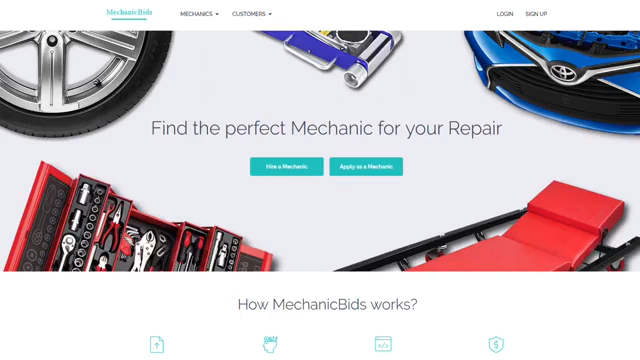 MechanicBids
MECHANICS
CUSTOMERS
LOGIN
SIGN UP
Find the perfect Mechanic for your Repair
Hire a Mechanic
Apply as a Mechanic
How MechanicBids works?